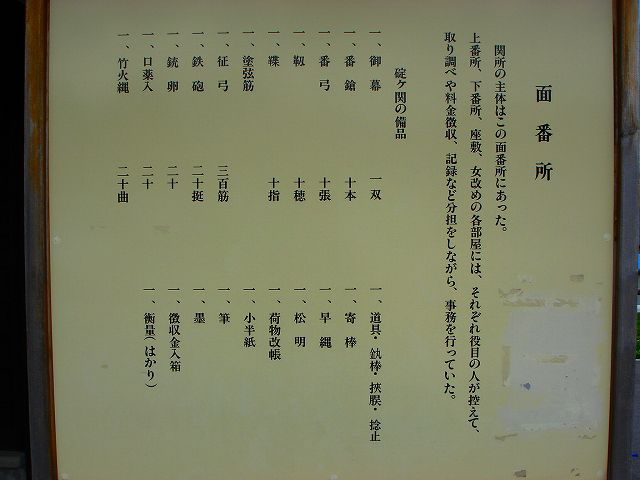 面番所
関所の主体はこの面番所にあった。
上番所、下番所、座敷、女改めの各部屋には、それぞれ役目の人が控えて、
取り調べや料金徴収、記録など分担をしながら、事務を行っていた。
碇ヶ関の備品
一、御幕 一双
一、番鎗 十本
一、番弓 十張
一、靱 十穂
一、鞢 十指
一、塗弦筋
一、征弓 三百筋
一、鉄砲 二十挺
一、銃卵 二十
一、口薬入 二十
一、竹火縄 二十曲
一、道具・釻棒・挾腂・捻止
一、寄棒
一、早縄
一、松明
一、荷物改帳
一、小半紙
一、筆
一、墨
一、徴収金入箱
一、衡量(はかり)